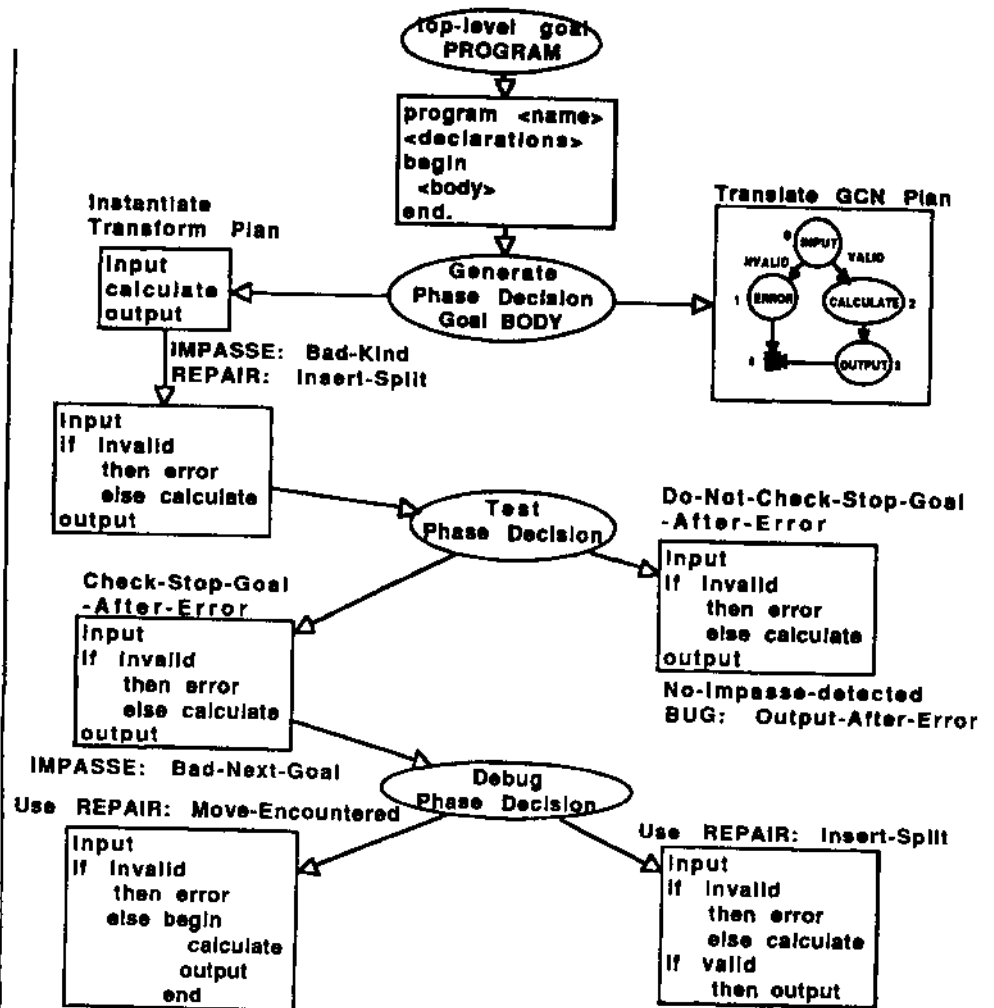 top-level goal
PROGRAM
program <name>
<declarations>
begin
<body>
end.
Instantiate
Transform Plan
Input
calculate
output
Generate
Phase Decision
Goal BODY
Translate GCN Plan
0
INPUT
INVALID
VALID
1
ERROR
CALCULATE
2
OUTPUT
3
IMPASSE: Bad-Kind
REPAIR: Insert-Split
Input
if invalid
then error
else calculate
output
Test
Phase Decision
Do-Not-Check-Stop-Goal
-After-Error
Input
if invalid
then error
else calculate
output
No-Impasse-detected
BUG: Output-After-Error
Check-Stop-Goal
-After-Error
Input
if invalid
then error
else calculate
output
IMPASSE: Bad-Next-Goal
Debug
Phase Decision
Use REPAIR: Move-Encountered
Input
if invalid
then error
else begin
calculate
output
end
Use REPAIR: Insert-Split
Input
if invalid
then error
else calculate
if valid
then output